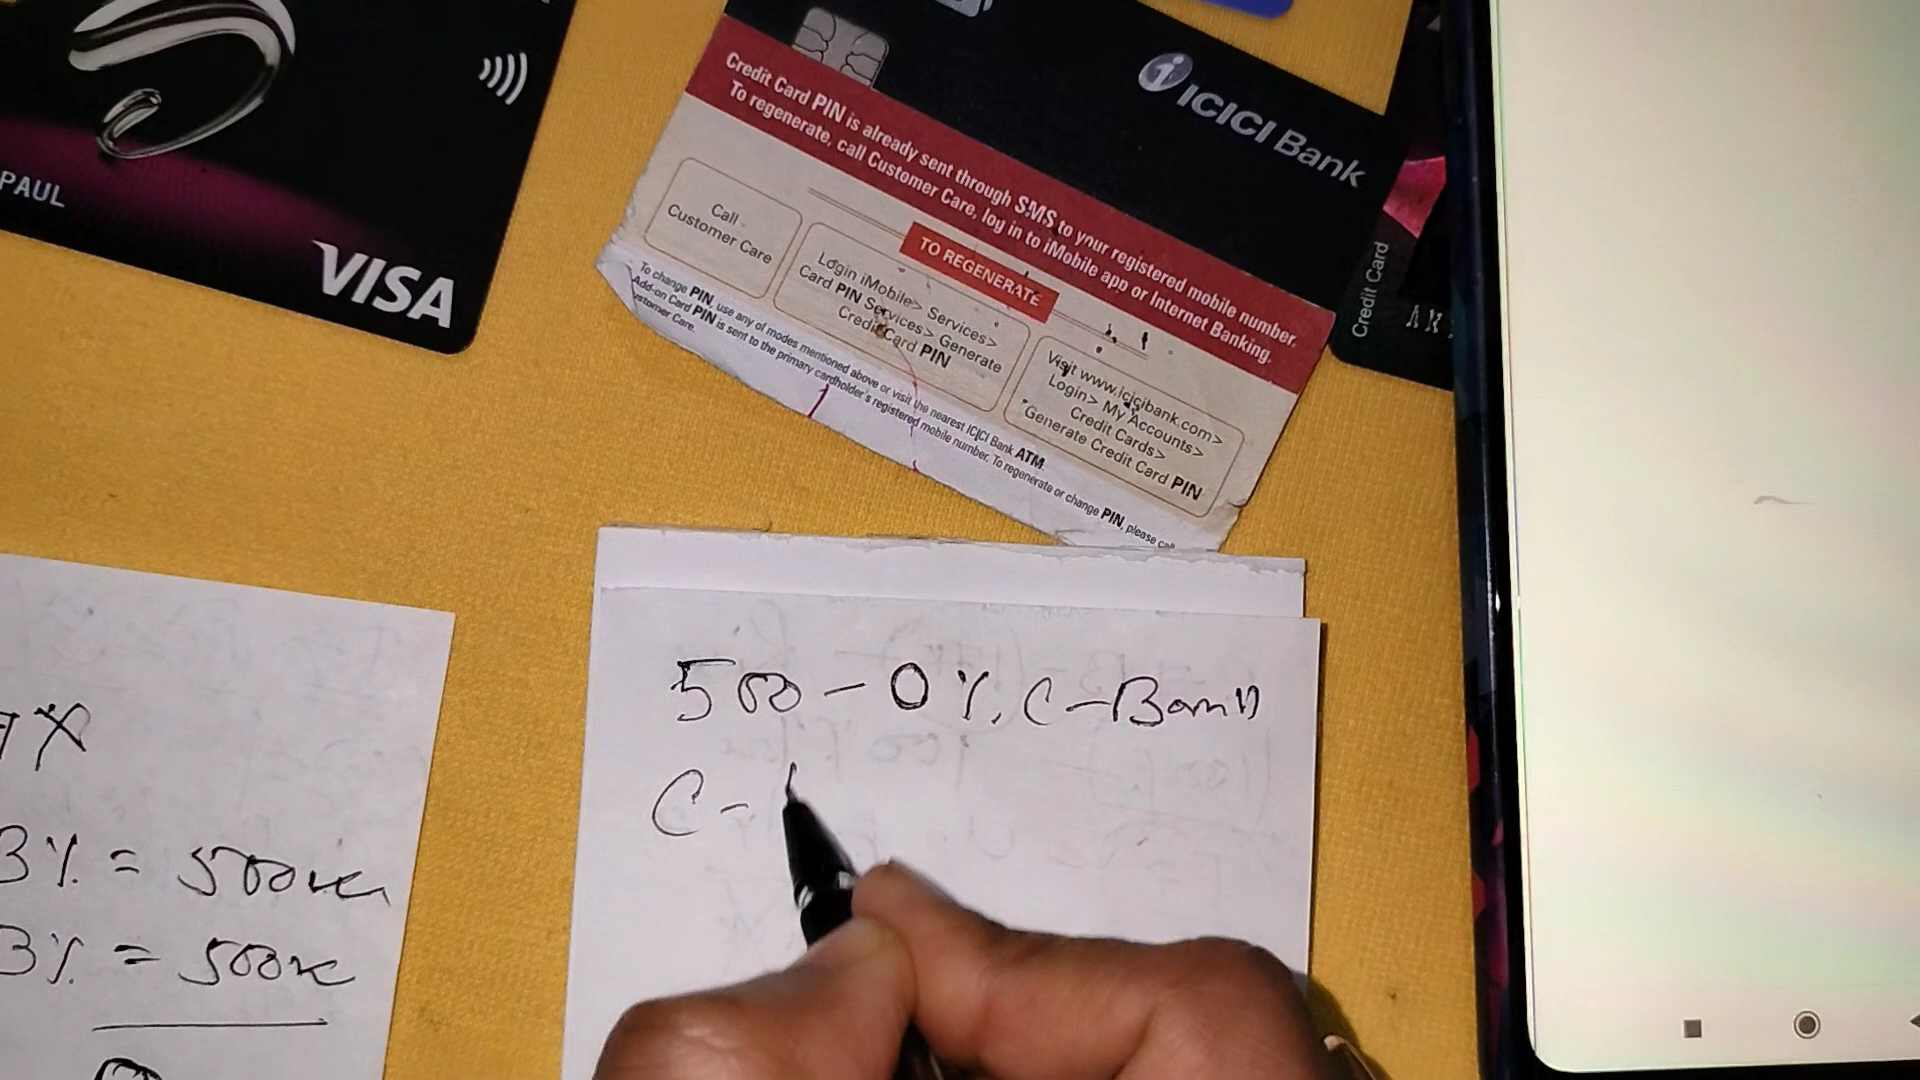 PAUL
VISA
ICICI Bank
Credit Card PIN is already sent through SMS to your registered mobile number.
To regenerate, call Customer Care, log in to iMobile app or Internet Banking.
TO REGENERATE
Call
Customer Care
Login iMobile> Services>
Card PIN Services> Generate
Credit Card PIN
Visit www.icicibank.com>
Login> My Accounts>
Credit Cards>
Generate Credit Card PIN
To change PIN, use any of modes mentioned above or visit the nearest ICICI Bank ATM.
Add-on Card PIN is sent to the primary cardholder's registered mobile number. To regenerate or change PIN, please call
ustomer Care.
Credit Card
500 - 0%. C-Bann
C -
3% = 500
3% = 500